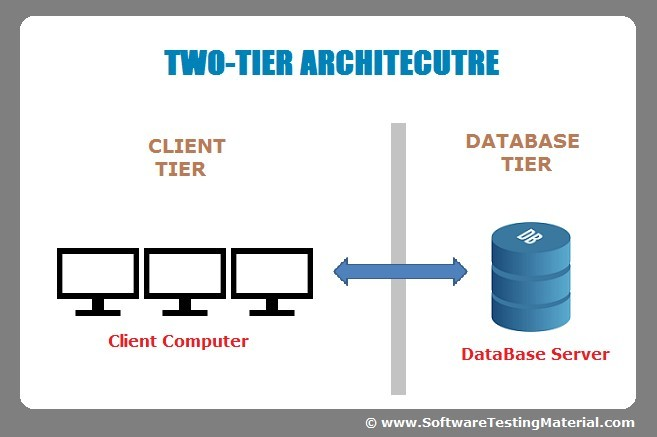 TWO-TIER ARCHITECUTRE
CLIENT
TIER
DATABASE
TIER
DB
Client Computer
DataBase Server
© www.SoftwareTestingMaterial.com